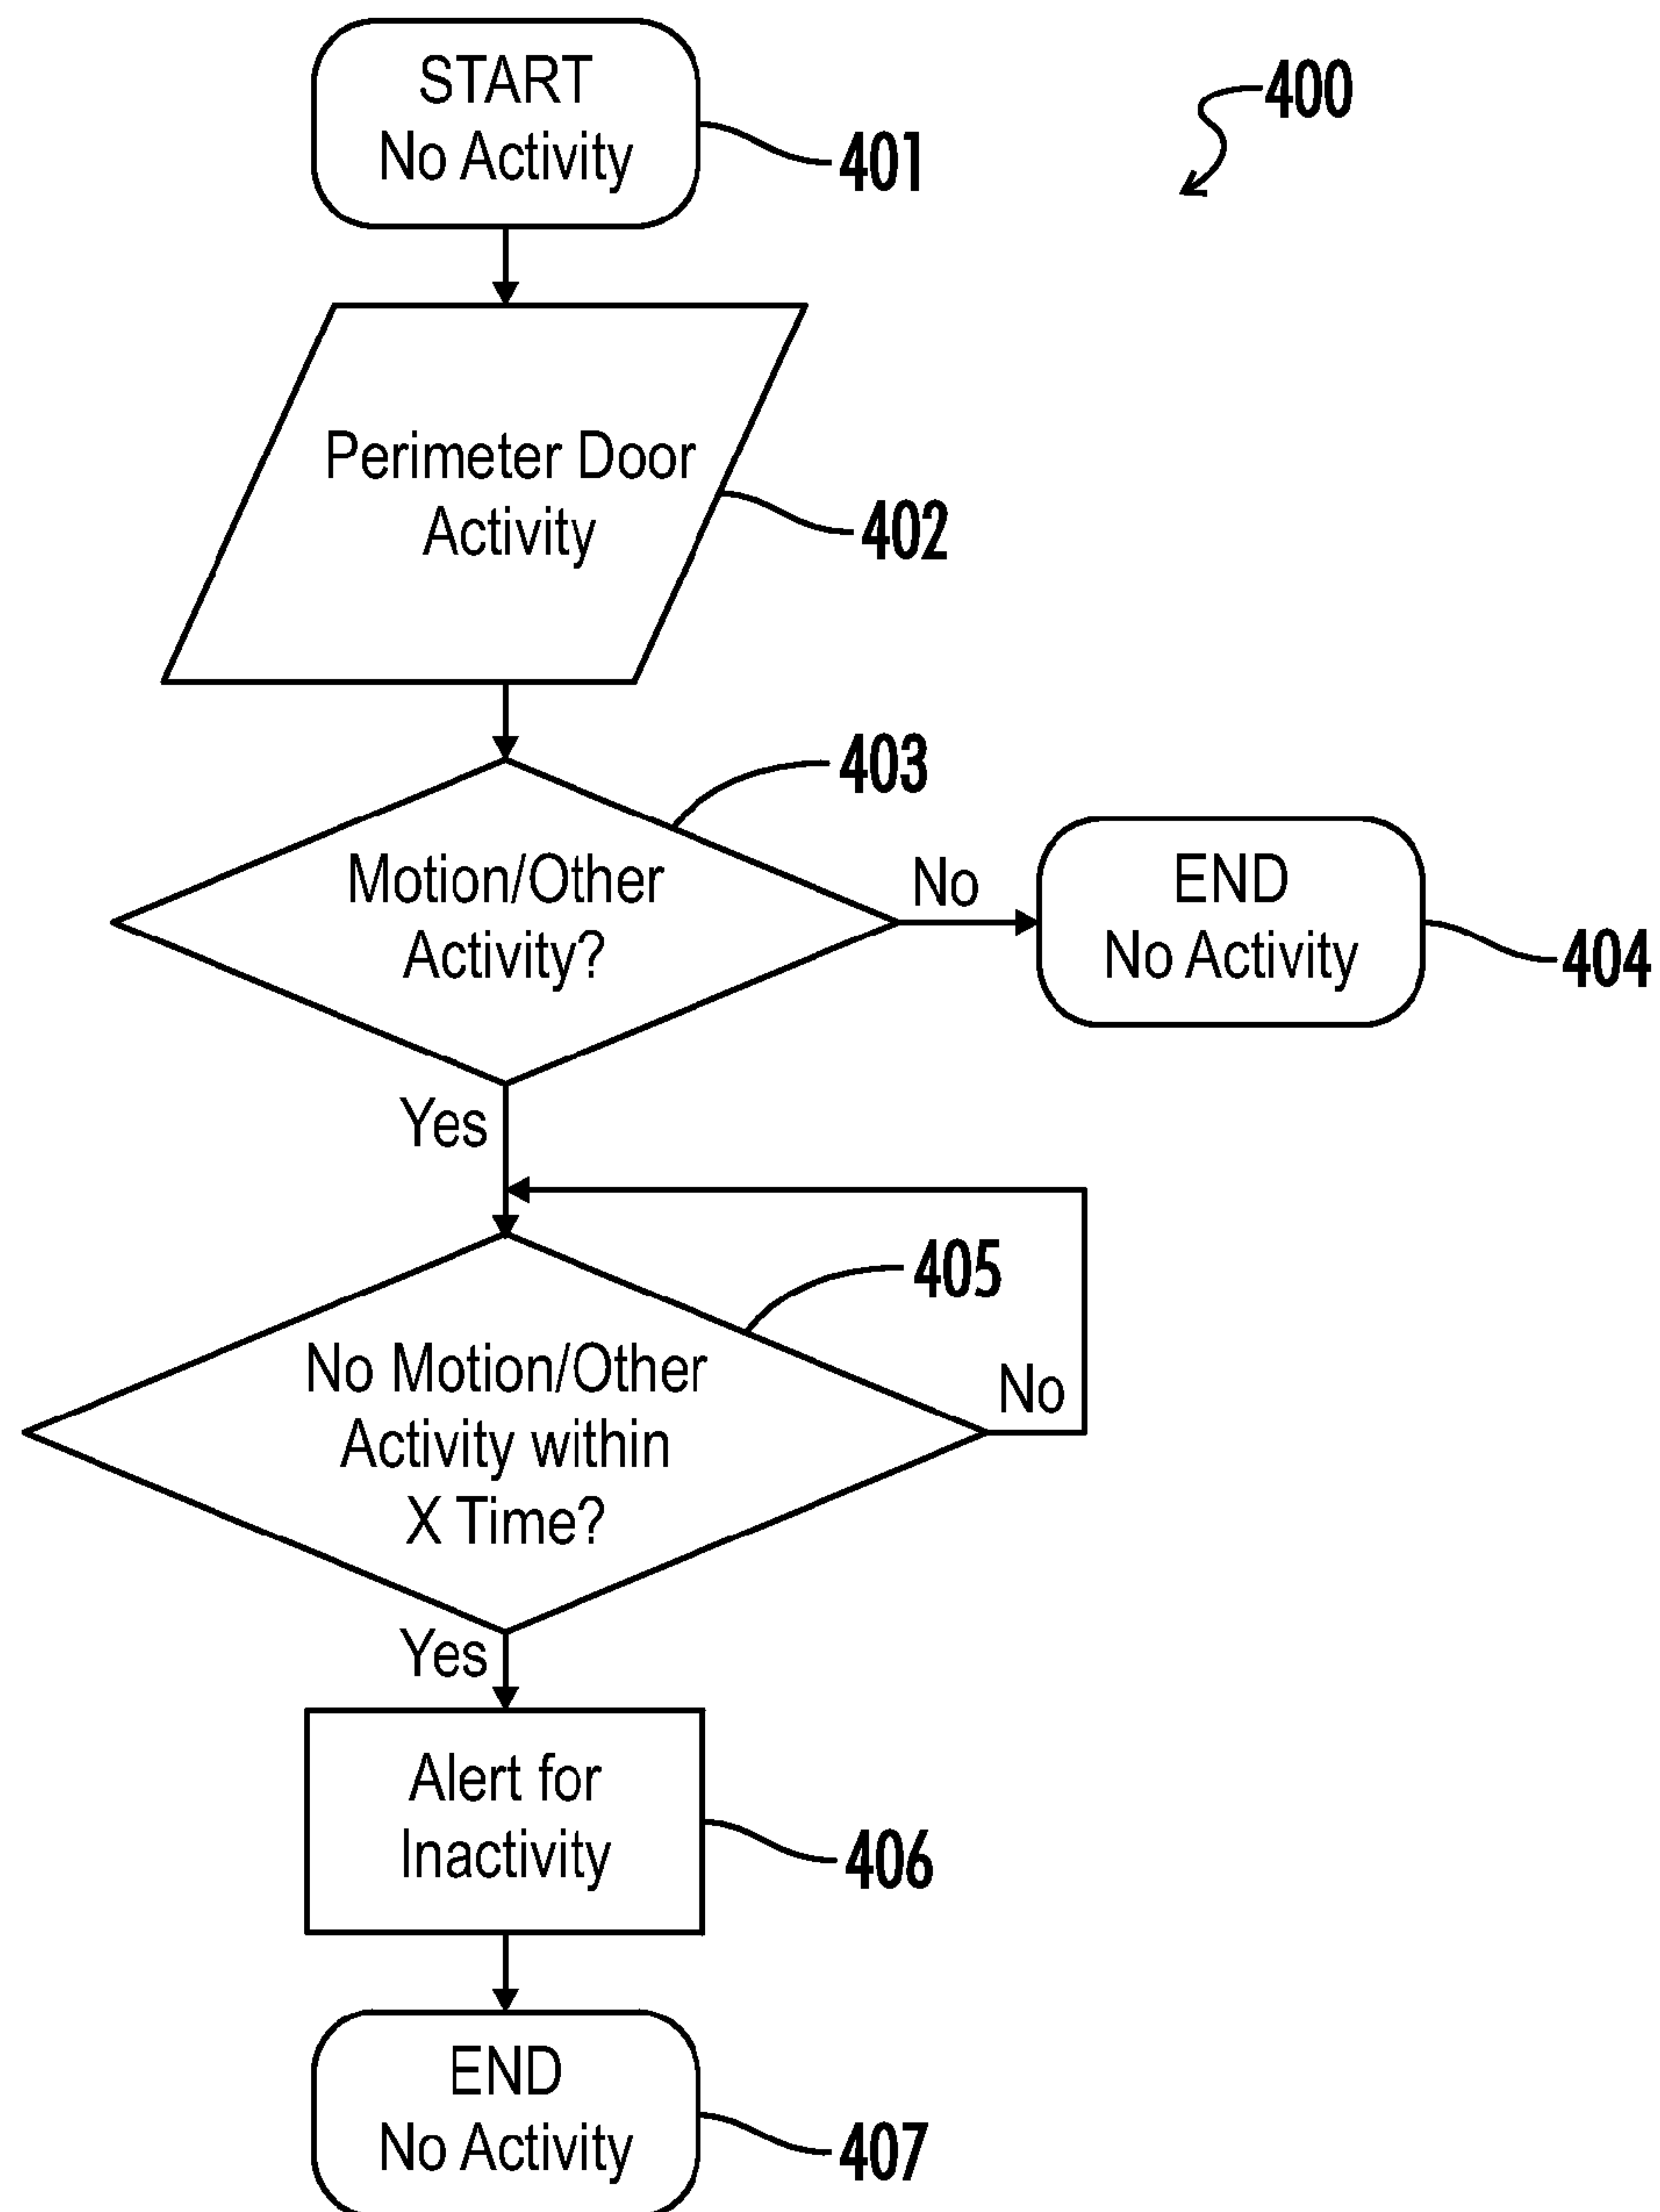 START
No Activity
401
400
Perimeter Door
Activity
402
403
Motion/Other
Activity?
No
END
No Activity
404
Yes
405
No Motion/Other
Activity within
X Time?
No
Yes
Alert for
Inactivity
406
END
No Activity
407